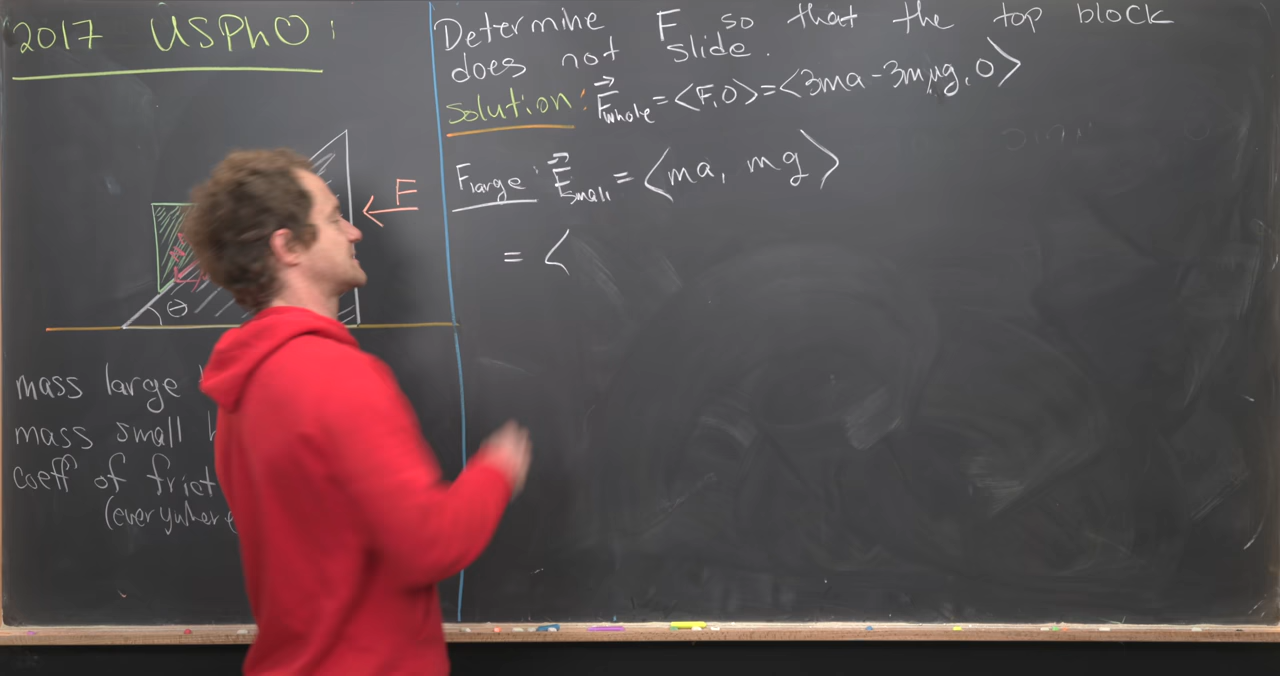 2017 USPhO:
F
θ
mass large
mass small
coeff of frict
(everywhere
Determine F so that the top block
does not slide.
solution: F⃗whole = <F, 0> = <3ma - 3mμg, 0>
Flarge: F⃗small = <ma, mg>
= <